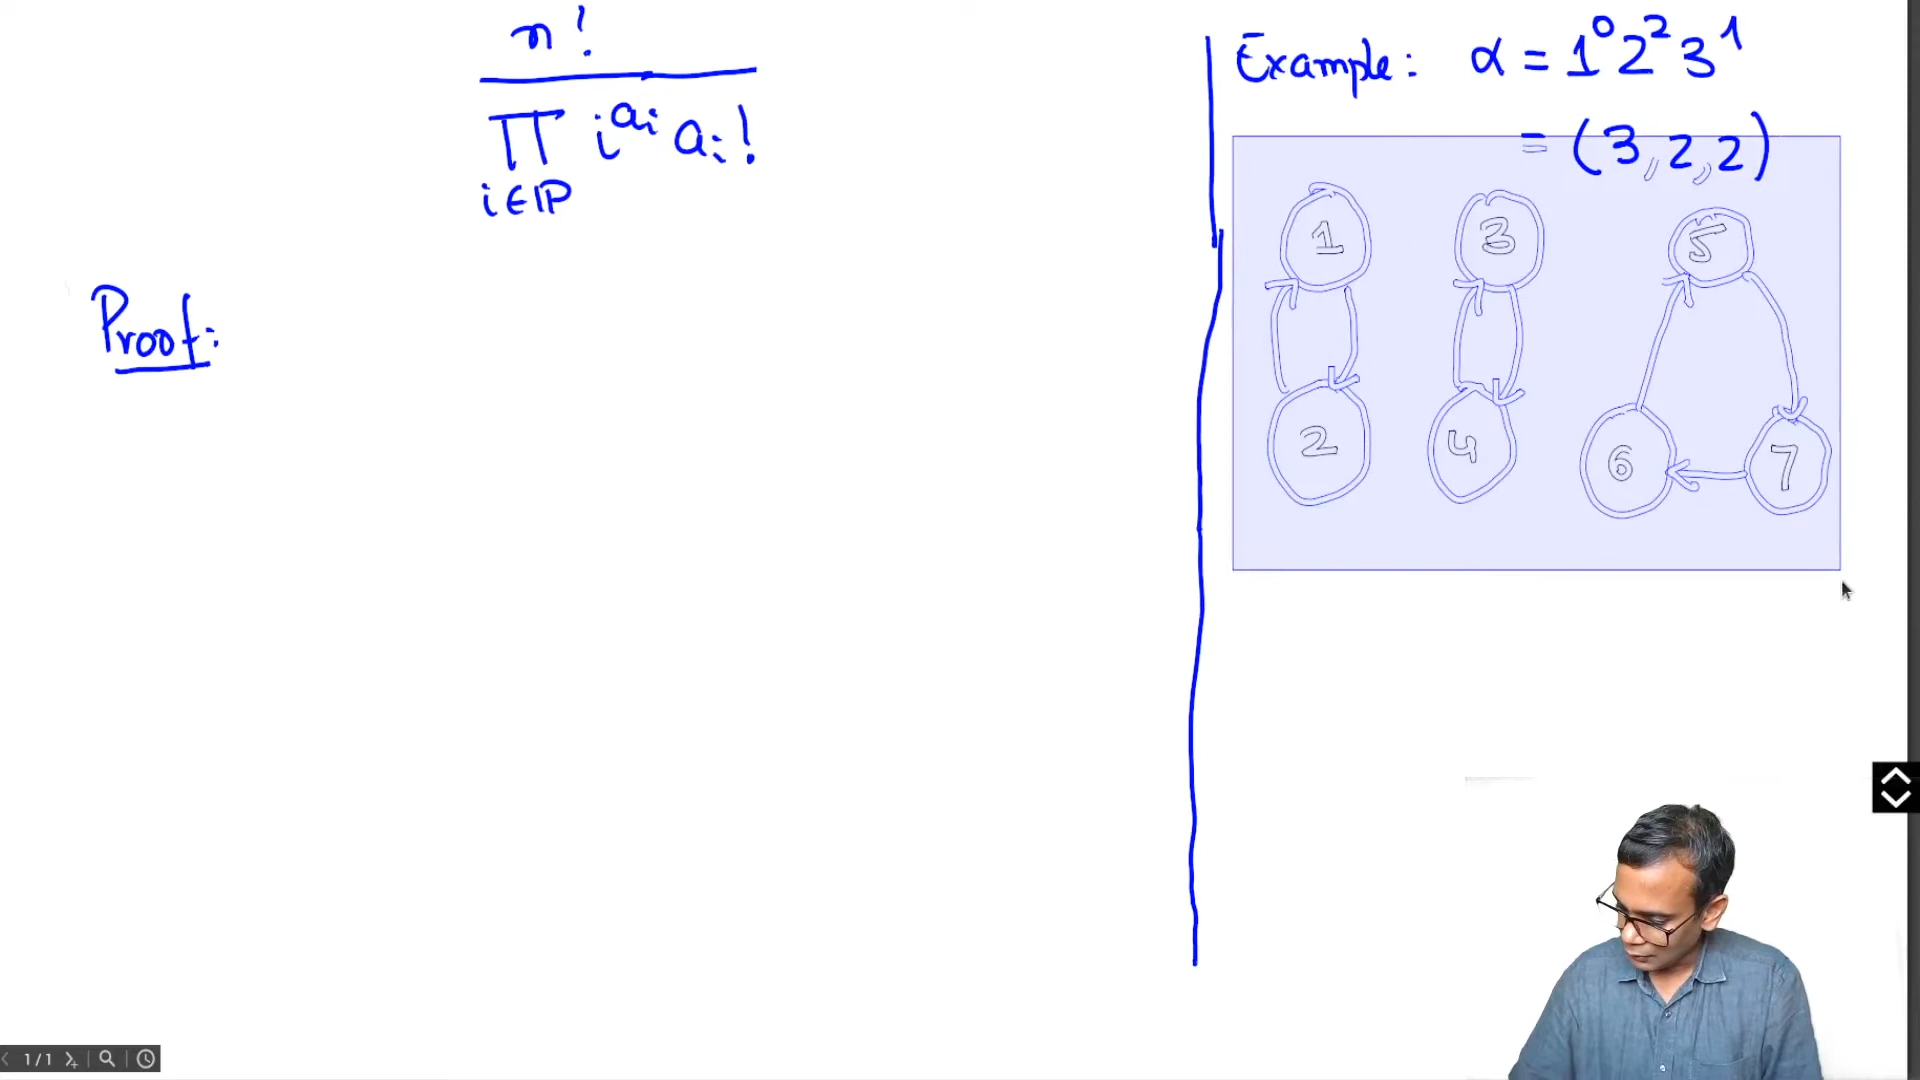 n!
∏ i^{a_i} a_i!
i∈ℙ
Proof:
Example: α = 1^0 2^2 3^1
= (3,2,2)
1 3 5
2 4 6 7
1/1